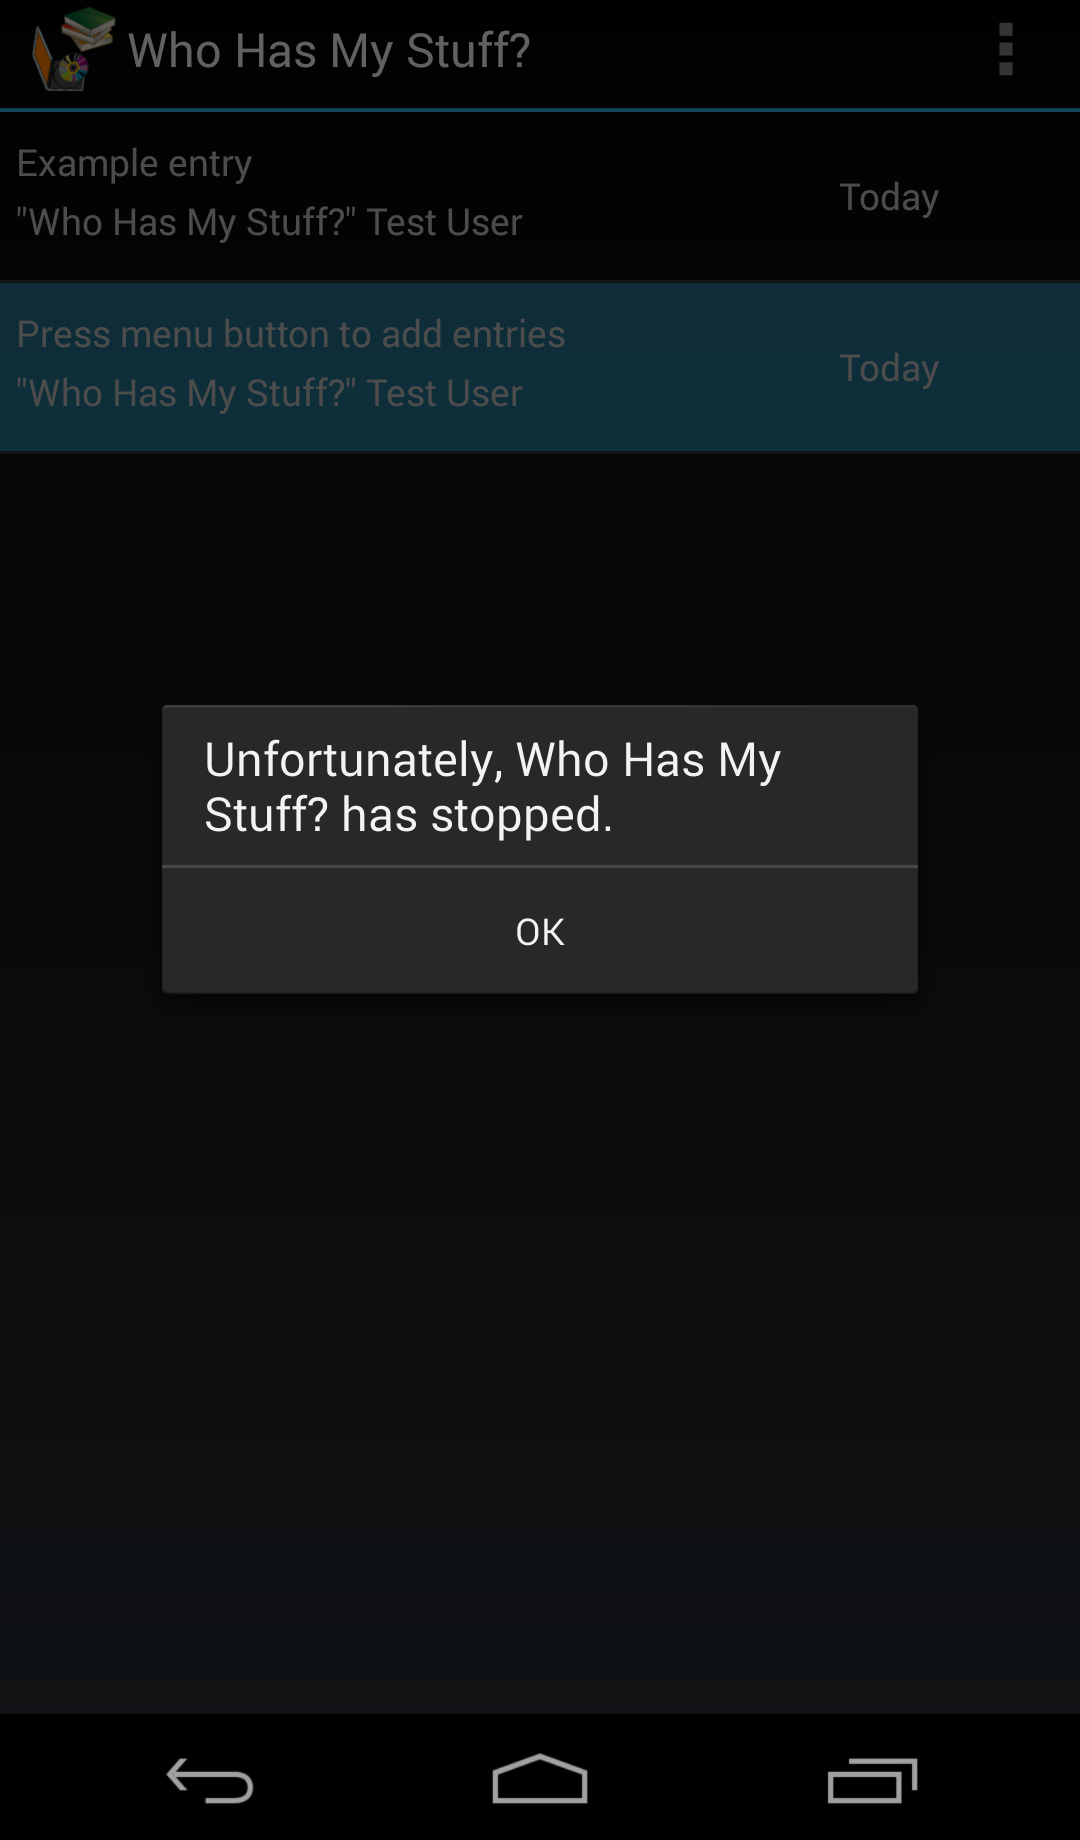 Who Has My Stuff?
Example entry
"Who Has My Stuff?" Test User
Today
Press menu button to add entries
"Who Has My Stuff?" Test User
Today
Unfortunately, Who Has My
Stuff? has stopped.
OK